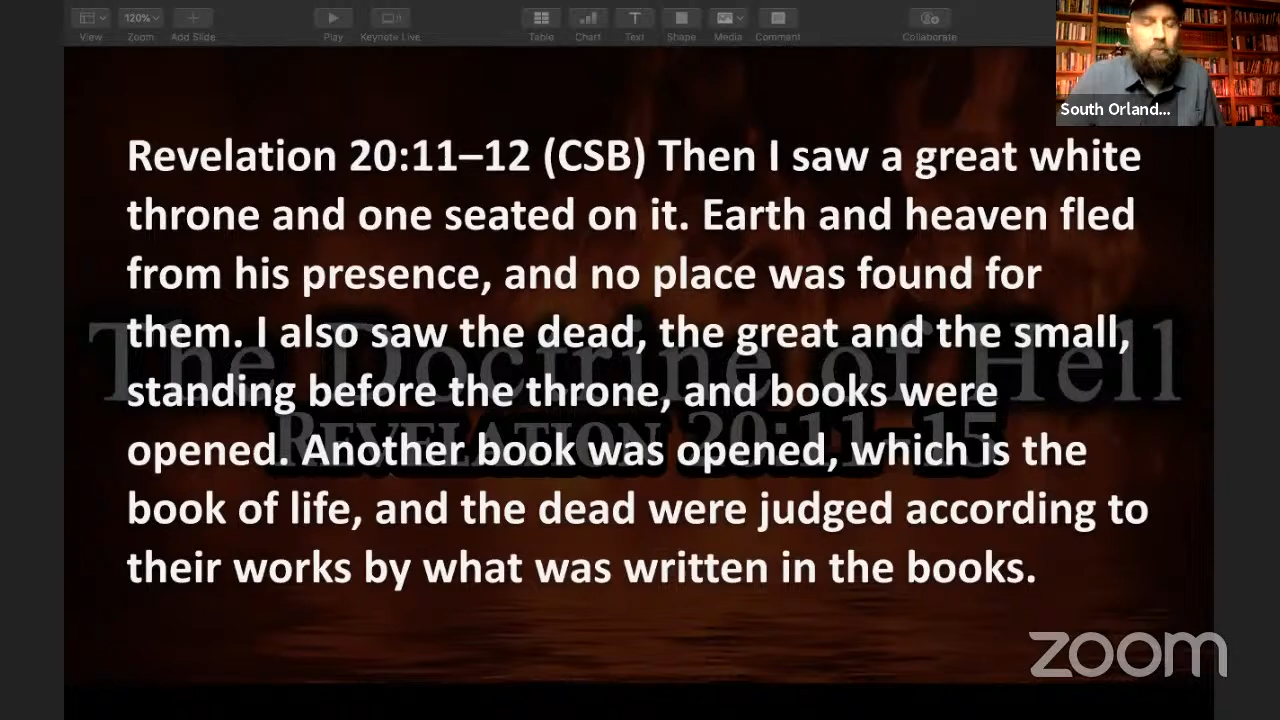 View
120%
Zoom
Add Slide
Play
Keynote Live
Table
Chart
Text
Shape
Media
Comment
Collaborate
South Orland...
Revelation 20:11–12 (CSB) Then I saw a great white
throne and one seated on it. Earth and heaven fled
from his presence, and no place was found for
them. I also saw the dead, the great and the small,
standing before the throne, and books were
opened. Another book was opened, which is the
book of life, and the dead were judged according to
their works by what was written in the books.
The Doctrine of Hell
REVELATION 20:11-15
zoom